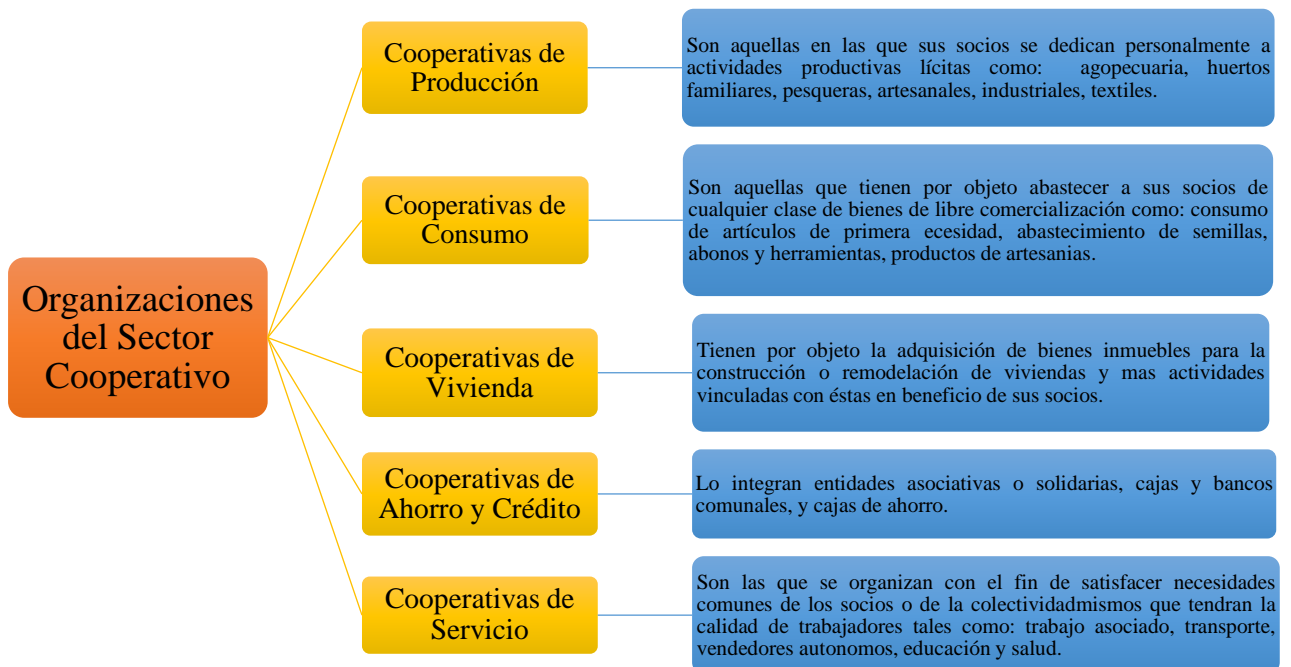 Organizaciones
del Sector
Cooperativo
Cooperativas de
Producción
Son aquellas en las que sus socios se dedican personalmente a
actividades productivas lícitas como: agopecuaria, huertos
familiares, pesqueras, artesanales, industriales, textiles.
Cooperativas de
Consumo
Son aquellas que tienen por objeto abastecer a sus socios de
cualquier clase de bienes de libre comercialización como: consumo
de artículos de primera ecesidad, abastecimiento de semillas,
abonos y herramientas, productos de artesanias.
Cooperativas de
Vivienda
Tienen por objeto la adquisición de bienes inmuebles para la
construcción o remodelación de viviendas y mas actividades
vinculadas con éstas en beneficio de sus socios.
Cooperativas de
Ahorro y Crédito
Lo integran entidades asociativas o solidarias, cajas y bancos
comunales, y cajas de ahorro.
Cooperativas de
Servicio
Son las que se organizan con el fin de satisfacer necesidades
comunes de los socios o de la colectividadmismos que tendran la
calidad de trabajadores tales como: trabajo asociado, transporte,
vendedores autonomos, educación y salud.